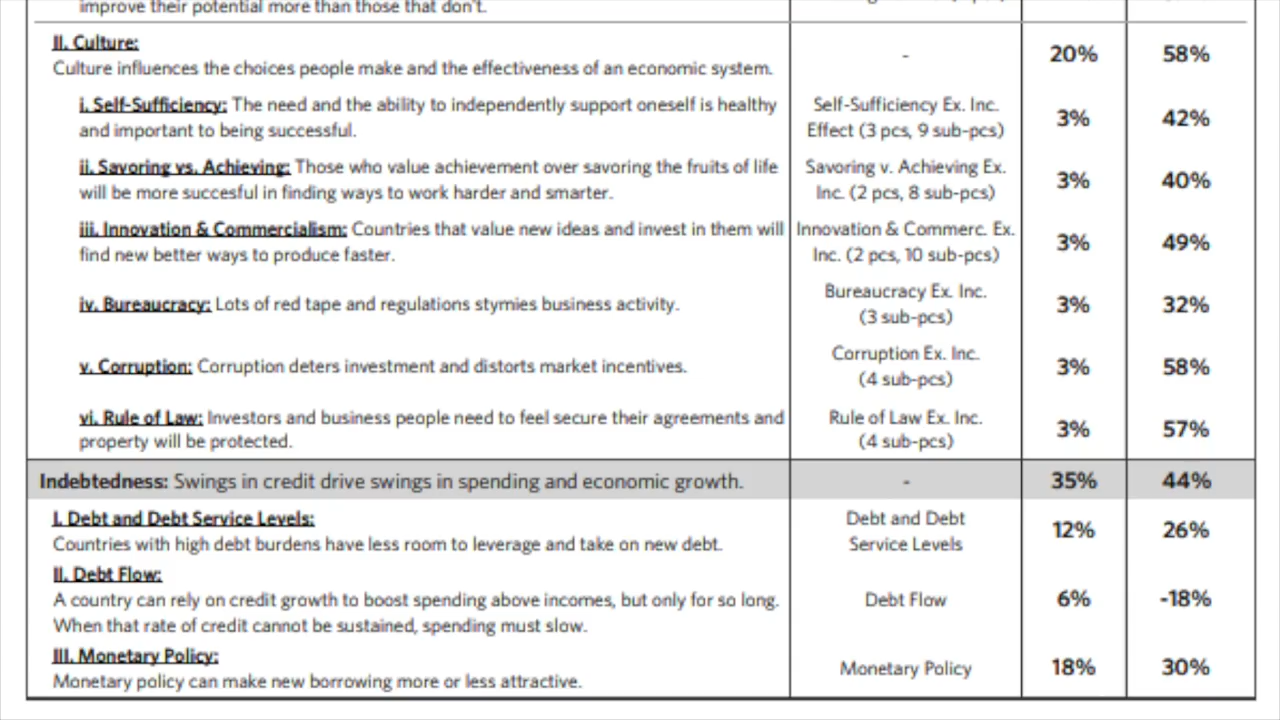 improve their potential more than those that don't.
II. Culture:
Culture influences the choices people make and the effectiveness of an economic system.
-
20%
58%
i. Self-Sufficiency: The need and the ability to independently support oneself is healthy
and important to being successful.
Self-Sufficiency Ex. Inc.
Effect (3 pcs, 9 sub-pcs)
3%
42%
ii. Savoring vs. Achieving: Those who value achievement over savoring the fruits of life
will be more succesful in finding ways to work harder and smarter.
Savoring v. Achieving Ex.
Inc. (2 pcs, 8 sub-pcs)
3%
40%
iii. Innovation & Commercialism: Countries that value new ideas and invest in them will
find new better ways to produce faster.
Innovation & Commerc. Ex.
Inc. (2 pcs, 10 sub-pcs)
3%
49%
iv. Bureaucracy: Lots of red tape and regulations stymies business activity.
Bureaucracy Ex. Inc.
(3 sub-pcs)
3%
32%
v. Corruption: Corruption deters investment and distorts market incentives.
Corruption Ex. Inc.
(4 sub-pcs)
3%
58%
vi. Rule of Law: Investors and business people need to feel secure their agreements and
property will be protected.
Rule of Law Ex. Inc.
(4 sub-pcs)
3%
57%
Indebtedness: Swings in credit drive swings in spending and economic growth.
-
35%
44%
I. Debt and Debt Service Levels:
Countries with high debt burdens have less room to leverage and take on new debt.
Debt and Debt
Service Levels
12%
26%
II. Debt Flow:
A country can rely on credit growth to boost spending above incomes, but only for so long.
When that rate of credit cannot be sustained, spending must slow.
Debt Flow
6%
-18%
III. Monetary Policy:
Monetary policy can make new borrowing more or less attractive.
Monetary Policy
18%
30%